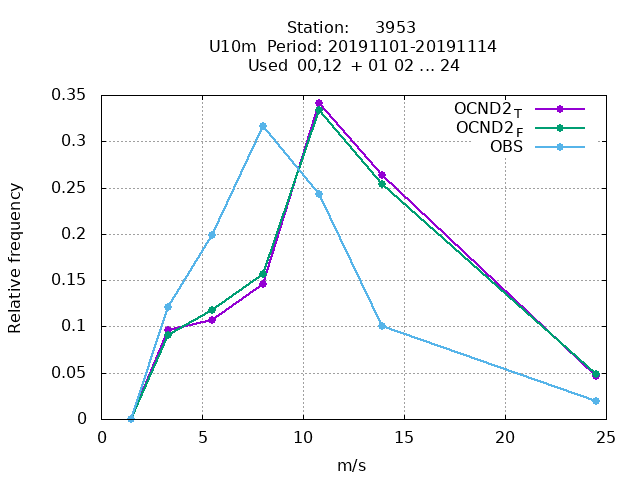 Station: 3953
U10m Period: 20191101-20191114
Used 00,12 + 01 02 ... 24
0.35
0.3
0.25
0.2
0.15
0.1
0.05
0
Relative frequency
OCND2T
OCND2F
OBS
0 5 10 15 20 25
m/s